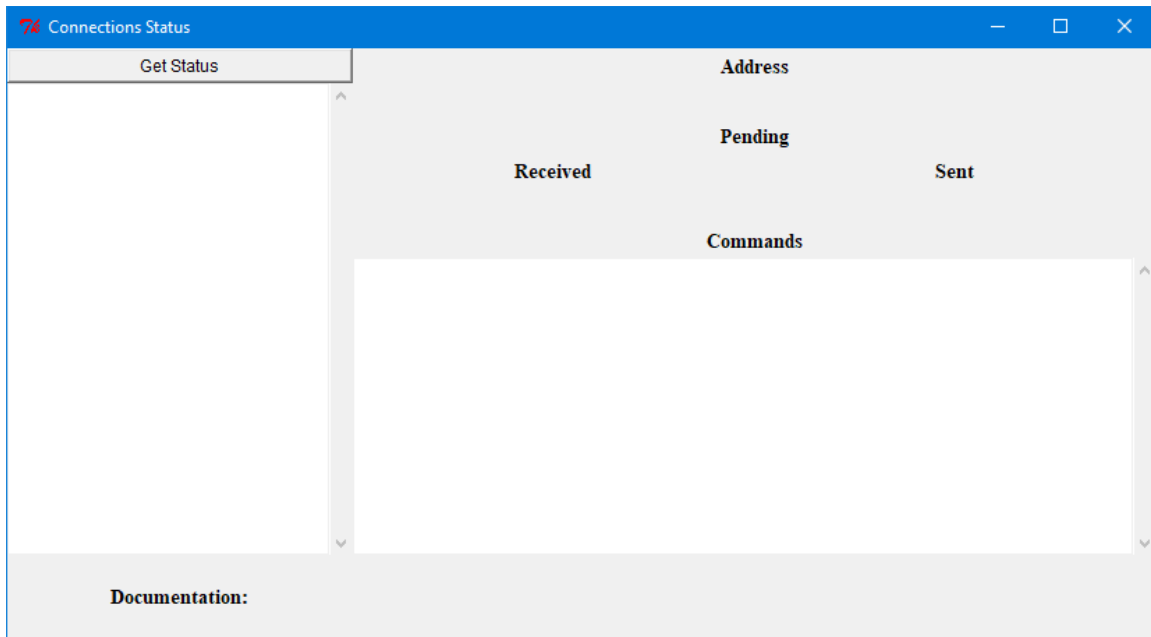 Connections Status
Get Status
Address
Pending
Received Sent
Commands
Documentation: